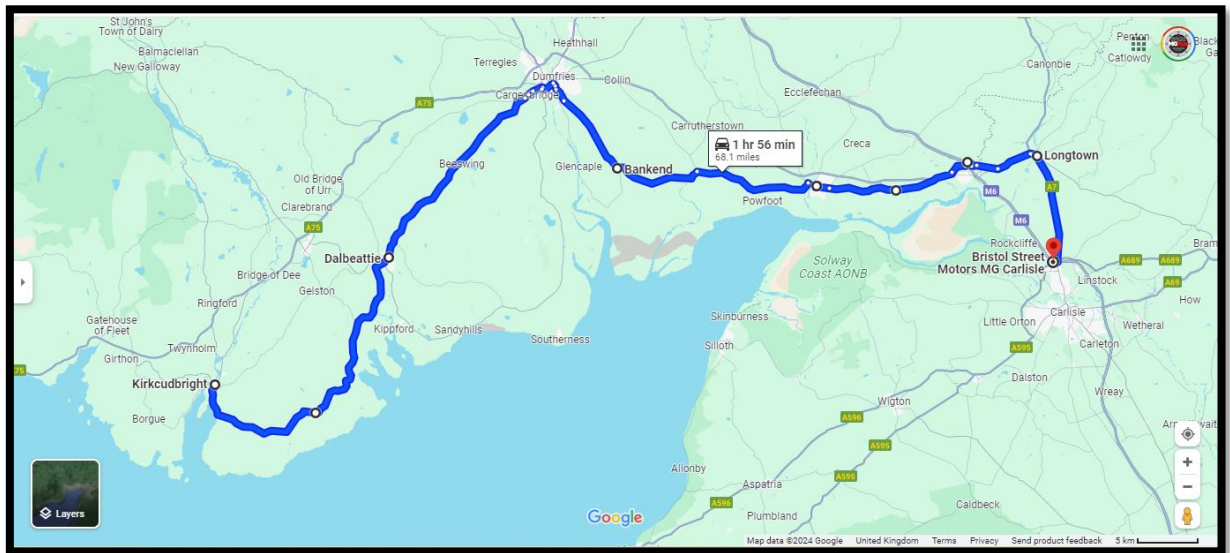 St John's
Town of Dalry
Balmaclellan
New Galloway
Heathhall
Terregles
Dumfries
Collin
Cargenbridge
A75
Penton
Catlowdy
Canonbie
Ecclefechan
Carrutherstown
Creca
1 hr 56 min
68.1 miles
Longtown
Beeswing
Glencaple
Bankend
Old Bridge
of Urr
Clarebrand
Powfoot
M6
A7
A75
M6
Rockcliffe
Bristol Street
Motors MG Carlisle
A689
A689
A69
Linstock
How
Dalbeattie
Bridge of Dee
Gelston
Solway
Coast AONB
Ringford
Gatehouse
of Fleet
Kippford
Sandyhills
Southerness
Skinburness
Silloth
Little Orton
Carlisle
Wetheral
Carleton
Twynholm
Girthon
A595
A595
Kirkcudbright
Dalston
Wreay
Borgue
Wigton
A596
A595
Allonby
Aspatria
A596
Plumbland
Caldbeck
Layers
Google
Map data ©2024 Google United Kingdom Terms Privacy Send product feedback 5 km